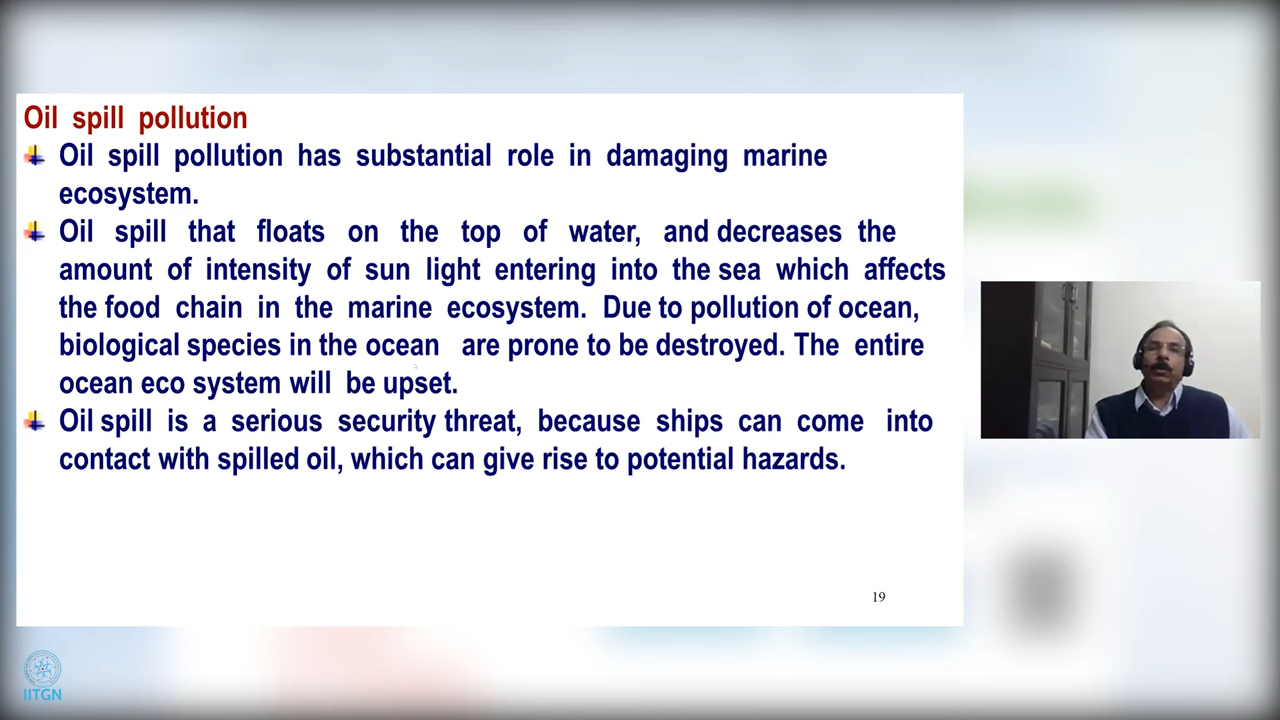 Oil spill pollution
Oil spill pollution has substantial role in damaging marine
ecosystem.
Oil spill that floats on the top of water, and decreases the
amount of intensity of sun light entering into the sea which affects
the food chain in the marine ecosystem. Due to pollution of ocean,
biological species in the ocean are prone to be destroyed. The entire
ocean eco system will be upset.
Oil spill is a serious security threat, because ships can come into
contact with spilled oil, which can give rise to potential hazards.
19
IITGN